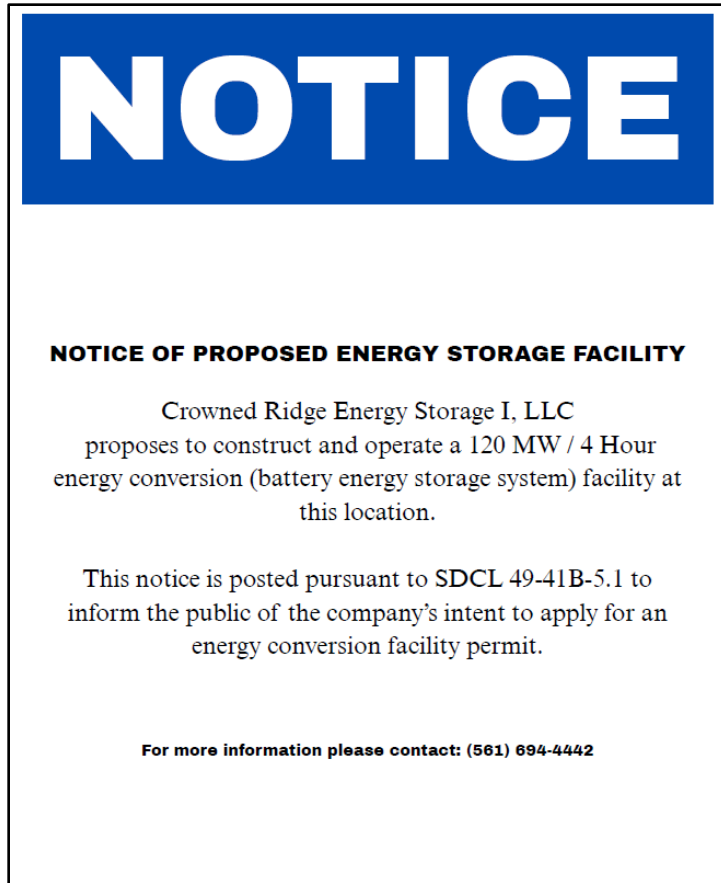 NOTICE
NOTICE OF PROPOSED ENERGY STORAGE FACILITY
Crowned Ridge Energy Storage I, LLC
proposes to construct and operate a 120 MW / 4 Hour
energy conversion (battery energy storage system) facility at
this location.
This notice is posted pursuant to SDCL 49-41B-5.1 to
inform the public of the company’s intent to apply for an
energy conversion facility permit.
For more information please contact: (561) 694-4442